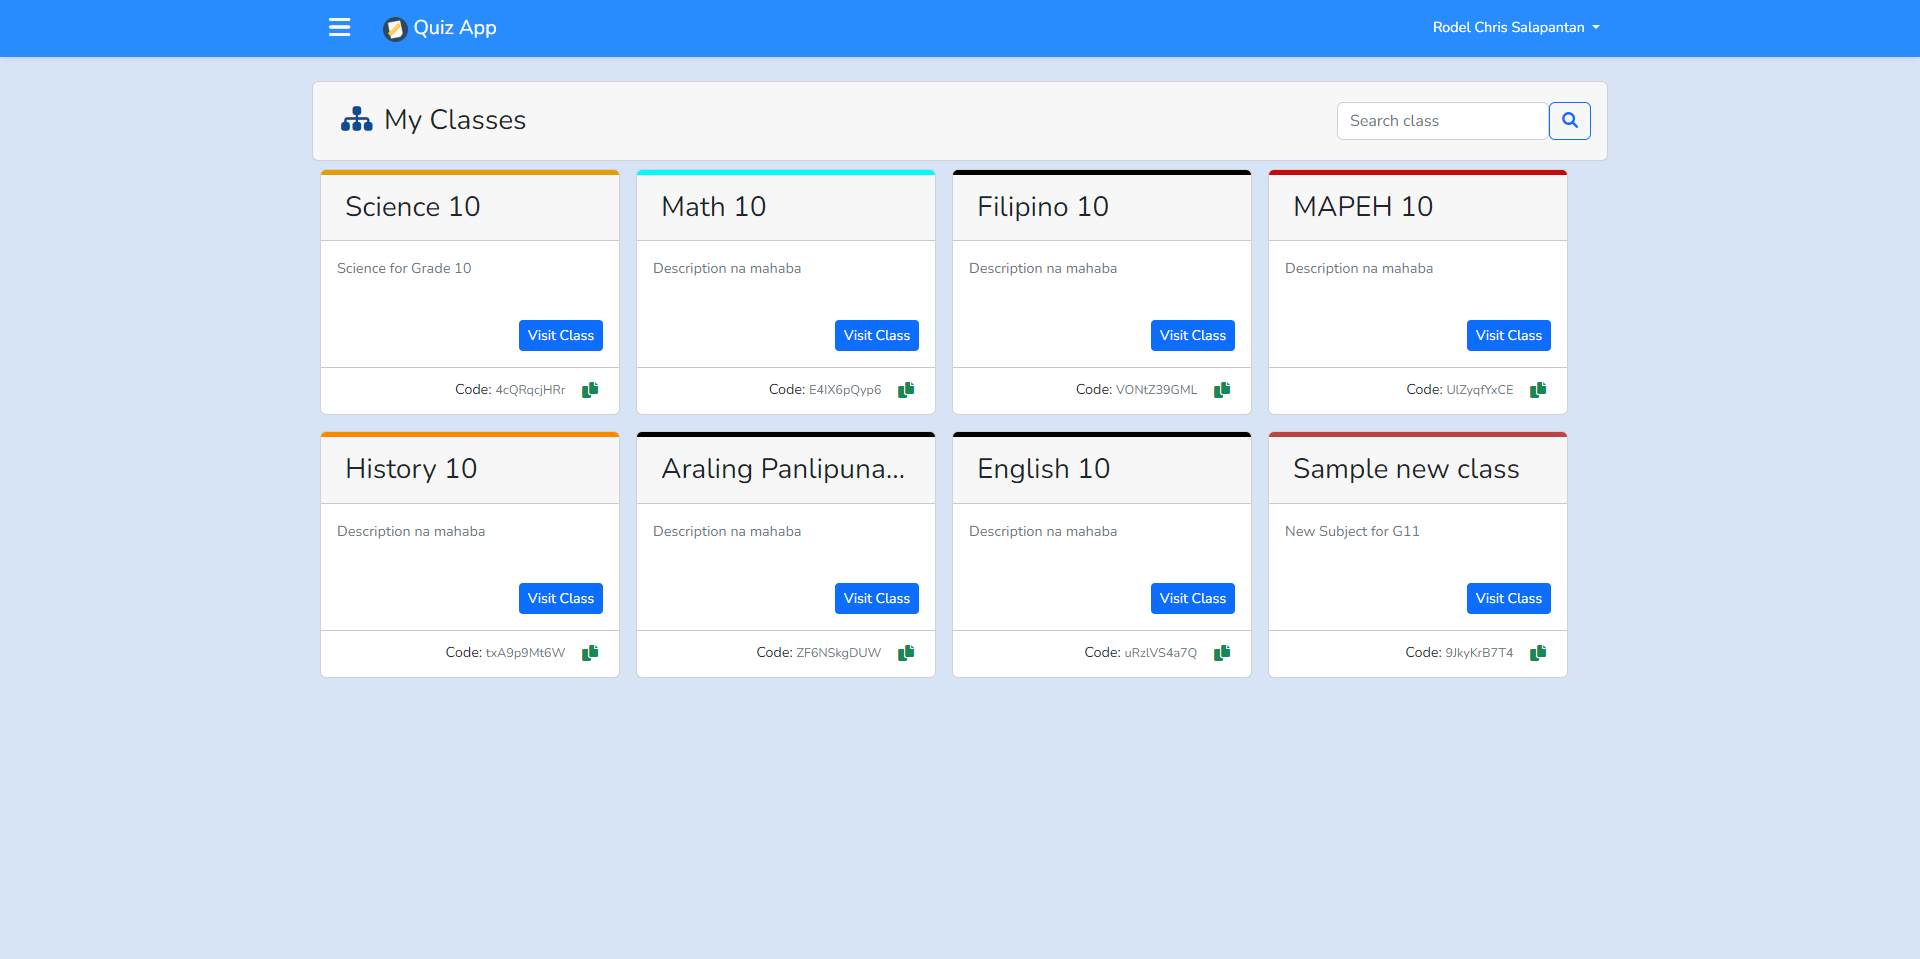 Quiz App
Rodel Chris Salapantan
My Classes
Search class
Science 10
Science for Grade 10
Visit Class
Code: 4cQRqcjHRr
Math 10
Description na mahaba
Visit Class
Code: E4IX6pQyp6
Filipino 10
Description na mahaba
Visit Class
Code: VONtZ39GML
MAPEH 10
Description na mahaba
Visit Class
Code: UlZyqfYxCE
History 10
Description na mahaba
Visit Class
Code: txA9p9Mt6W
Araling Panlipuna...
Description na mahaba
Visit Class
Code: ZF6NSkgDUW
English 10
Description na mahaba
Visit Class
Code: uRzlVS4a7Q
Sample new class
New Subject for G11
Visit Class
Code: 9JkyKrB7T4